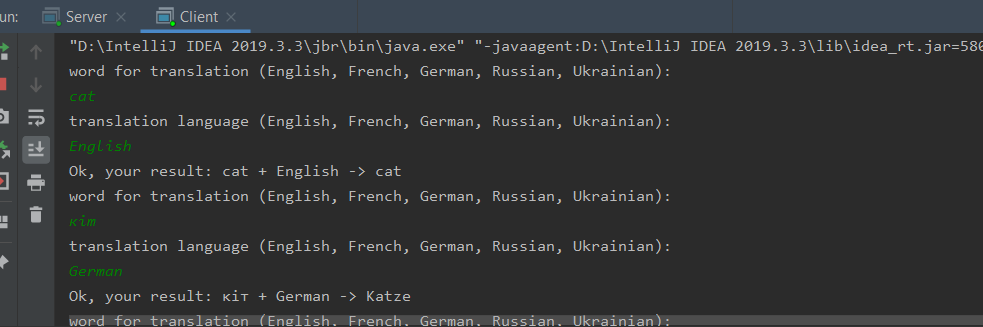 un: Server Client
"D:\IntelliJ IDEA 2019.3.3\jbr\bin\java.exe" "-javaagent:D:\IntelliJ IDEA 2019.3.3\lib\idea_rt.jar=580
word for translation (English, French, German, Russian, Ukrainian):
cat
translation language (English, French, German, Russian, Ukrainian):
English
Ok, your result: cat + English -> cat
word for translation (English, French, German, Russian, Ukrainian):
кіт
translation language (English, French, German, Russian, Ukrainian):
German
Ok, your result: кіт + German -> Katze
word for translation (English, French, German, Russian, Ukrainian):